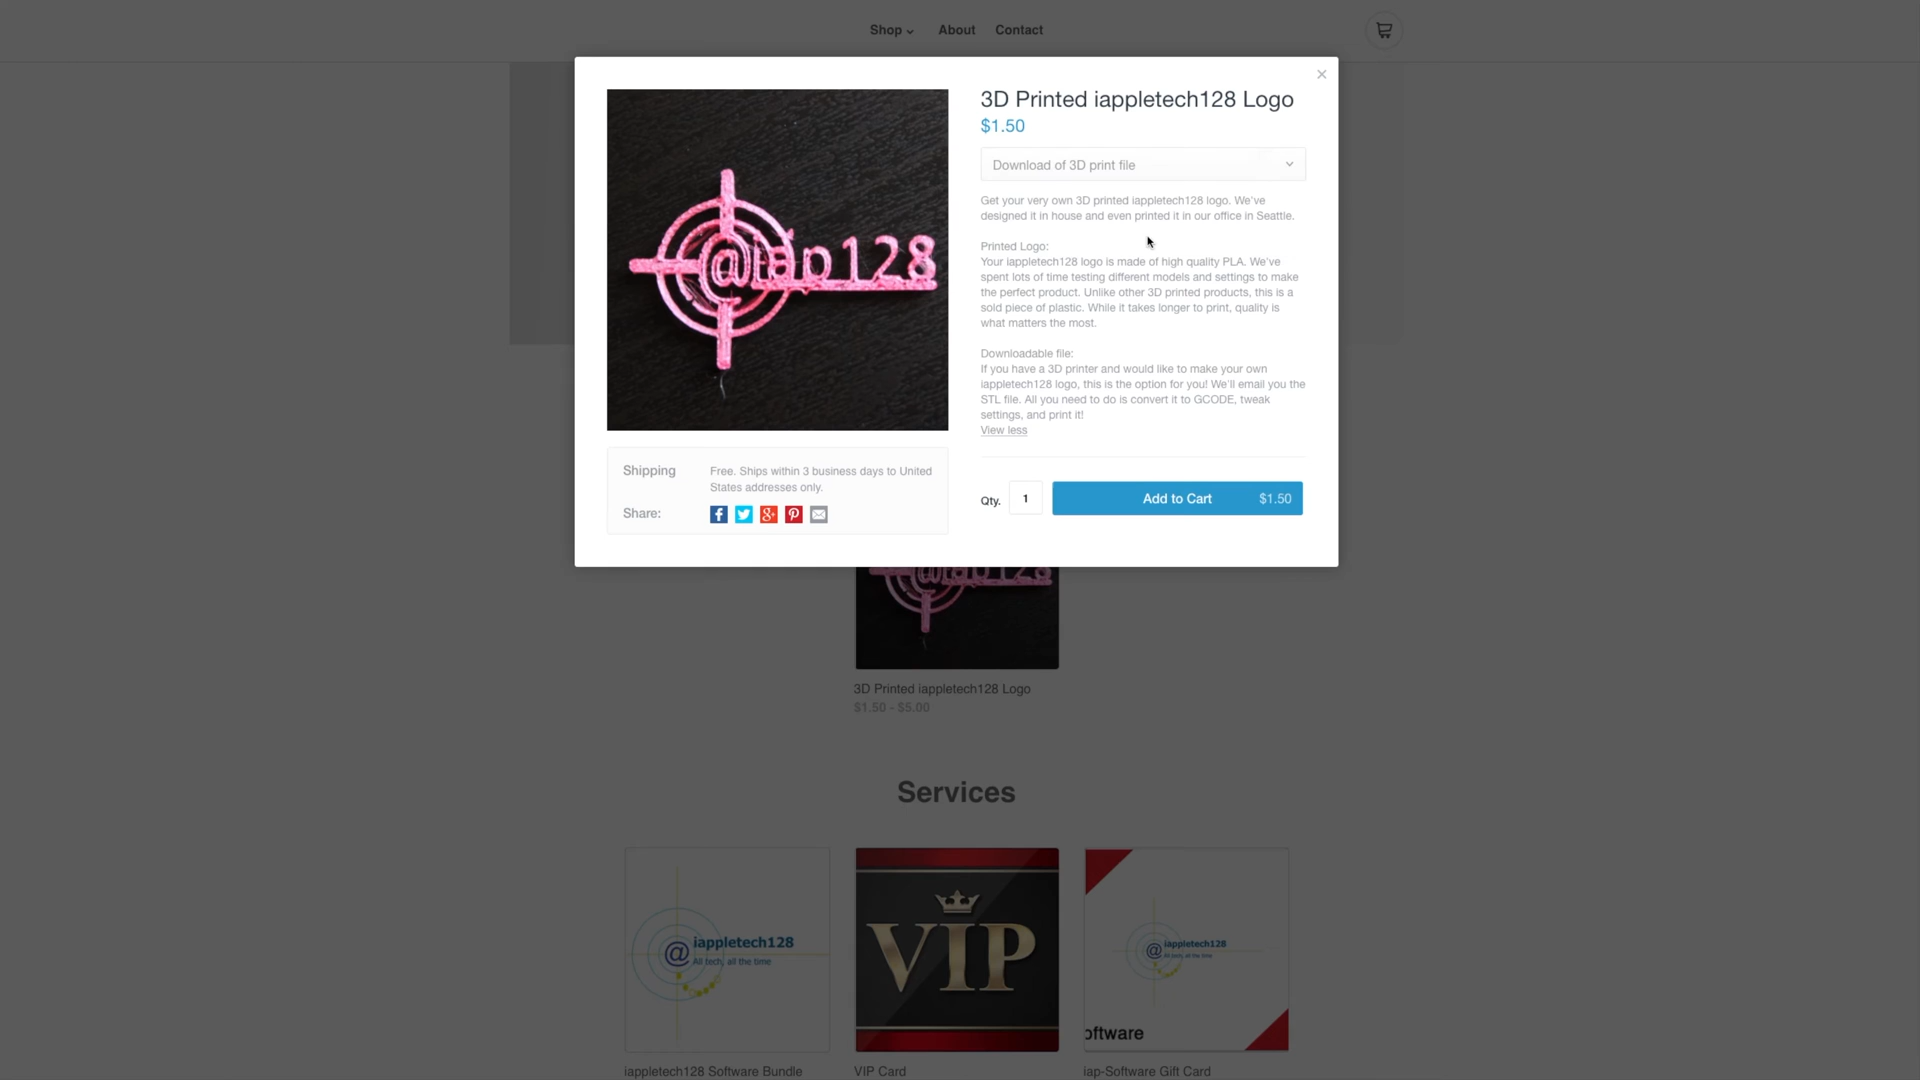 Shop
About
Contact
3D Printed iappletech128 Logo
$1.50
Download of 3D print file
Get your very own 3D printed iappletech128 logo. We've
designed it in house and even printed it in our office in Seattle.
Printed Logo:
Your iappletech128 logo is made of high quality PLA. We've
spent lots of time testing different models and settings to make
the perfect product. Unlike other 3D printed products, this is a
sold piece of plastic. While it takes longer to print, quality is
what matters the most.
Downloadable file:
If you have a 3D printer and would like to make your own
iappletech128 logo, this is the option for you! We'll email you the
STL file. All you need to do is convert it to GCODE, tweak
settings, and print it!
View less
Qty. 1 Add to Cart $1.50
@iap128
Shipping Free. Ships within 3 business days to United
States addresses only.
Share:
@iap128
3D Printed iappletech128 Logo
$1.50 - $5.00
Services
@iappletech128
All tech, all the time
VIP
@iappletech128
All tech, all the time
oftware
iappletech128 Software Bundle
VIP Card
iap-Software Gift Card